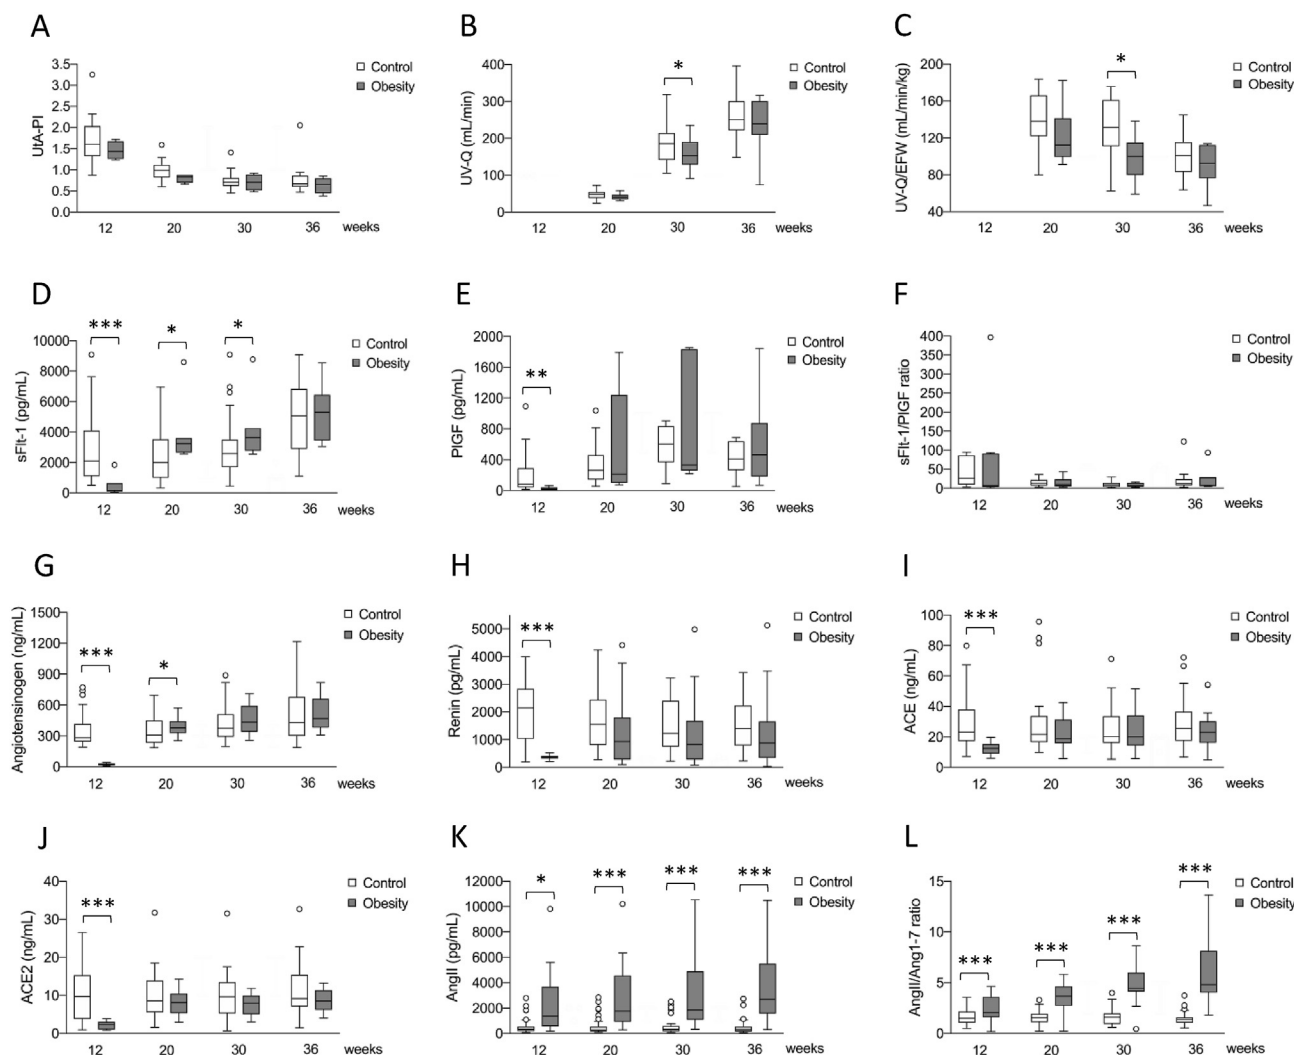 A
3.5
3.0
2.5
2.0
1.5
1.0
0.5
0.0
UtA-PI
Control
Obesity
12 20 30 36 weeks
B
400
300
200
100
0
UV-Q (mL/min)
*
Control
Obesity
12 20 30 36 weeks
C
200
160
120
80
40
UV-Q/EFW (mL/min/kg)
*
Control
Obesity
12 20 30 36 weeks
D
10000
8000
6000
4000
2000
0
sFlt-1 (pg/mL)
*** * *
Control
Obesity
12 20 30 36 weeks
E
2000
1600
1200
800
400
0
PlGF (pg/mL)
**
Control
Obesity
12 20 30 36 weeks
F
400
350
300
250
200
150
100
50
0
sFlt-1/PlGF ratio
Control
Obesity
12 20 30 36 weeks
G
1500
1200
900
600
300
0
Angiotensinogen (ng/mL)
*** *
Control
Obesity
12 20 30 36 weeks
H
5000
4000
3000
2000
1000
0
Renin (pg/mL)
***
Control
Obesity
12 20 30 36 weeks
I
100
80
60
40
20
0
ACE (ng/mL)
***
Control
Obesity
12 20 30 36 weeks
J
40
30
20
10
0
ACE2 (ng/mL)
***
Control
Obesity
12 20 30 36 weeks
K
12000
10000
8000
6000
4000
2000
0
AngII (pg/mL)
* *** *** ***
Control
Obesity
12 20 30 36 weeks
L
15
10
5
0
AngII/Ang1-7 ratio
*** *** *** ***
Control
Obesity
12 20 30 36 weeks